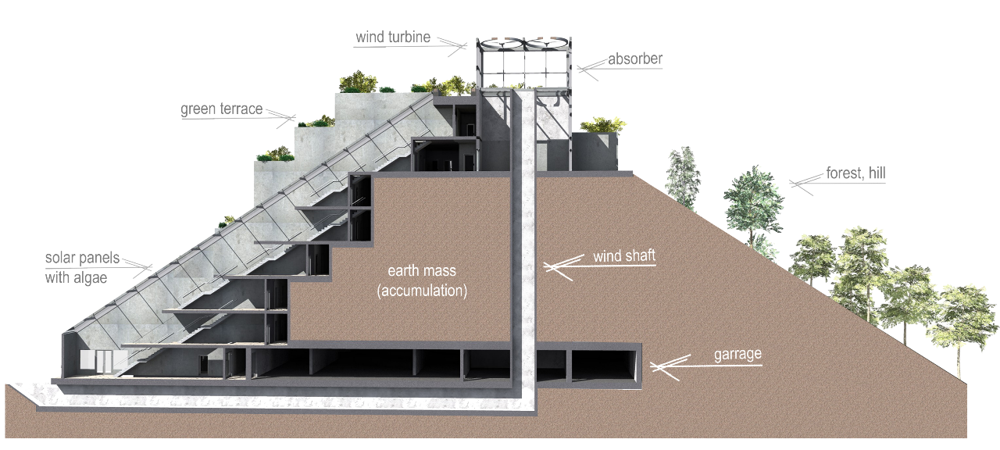 wind turbine
absorber
green terrace
forest, hill
solar panels
with algae
wind shaft
earth mass
(accumulation)
garrage